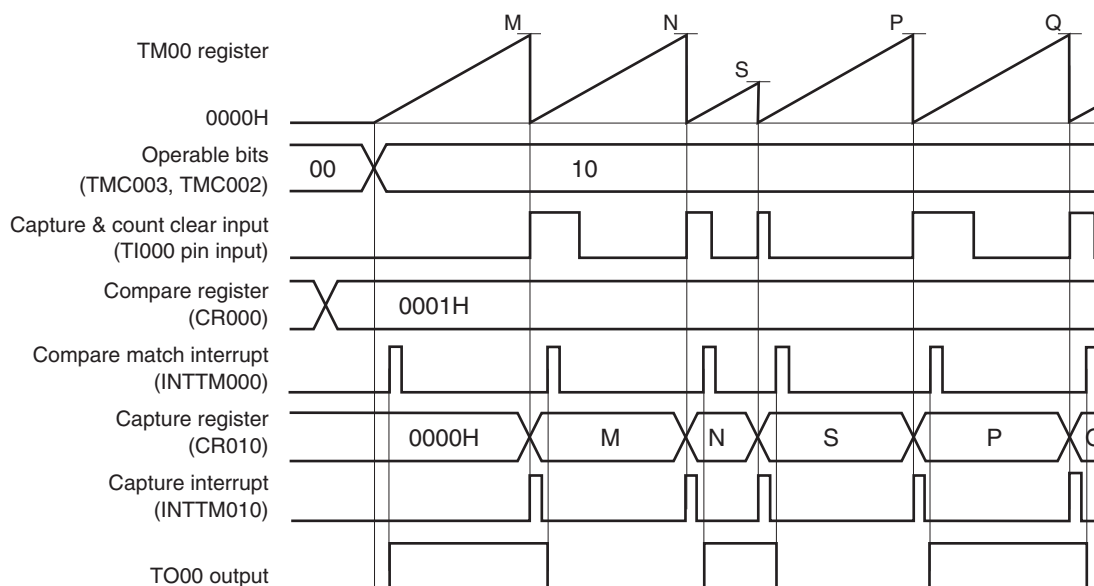 M N P Q
TM00 register
S
0000H
Operable bits
(TMC003, TMC002)
00 10
Capture & count clear input
(TI000 pin input)
Compare register
(CR000)
0001H
Compare match interrupt
(INTTM000)
Capture register
(CR010)
0000H M N S P
Capture interrupt
(INTTM010)
TO00 output